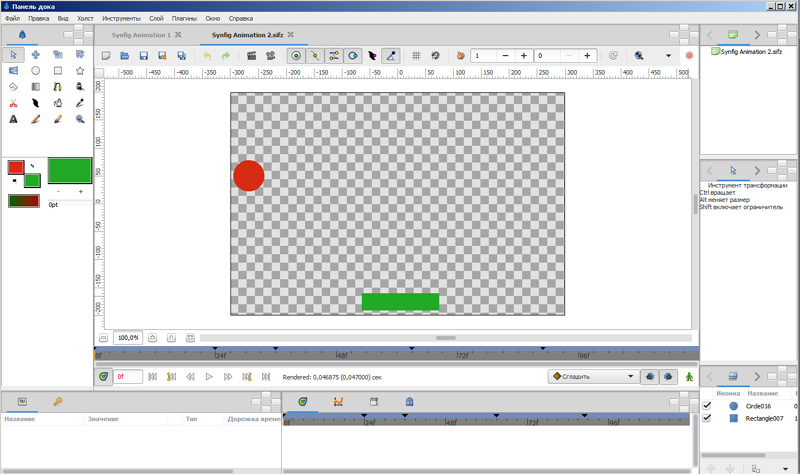 Панель дока
Файл Правка Вид Холст Инструменты Слой Плагины Окно Справка
Synfig Animation 1 Synfig Animation 2.sifz
1 0
Synfig Animation 2.sifz
-500 -450 -400 -350 -300 -250 -200 -150 -100 -50 0 50 100 150 200 250 300 350 400 450 500
200
150
100
50
0
-50
-100
-150
-200
- +
0pt
Инструмент трансформации
Ctrl вращает
Alt меняет размер
Shift включает ограничитель
100,0%
0f 24f 48f 72f 96f
0f Rendered: 0,046875 (0,047000) сек Сгладить
Иконка Название
Circle016
Rectangle007
Название Значение Тип Дорожка времени
0f 24f 48f 72f 96f